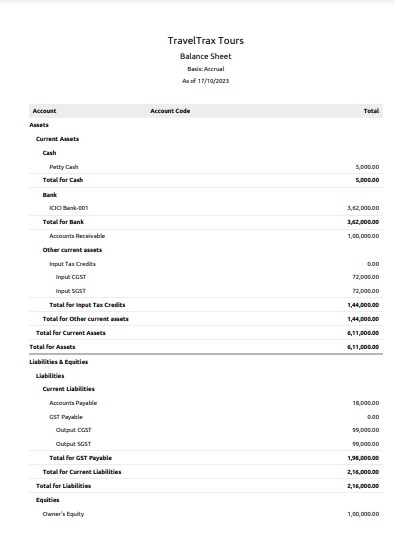 TravelTrax Tours
Balance Sheet
Basis: Accrual
As of 17/10/2023
Account Account Code Total
Assets
Current Assets
Cash
Petty Cash 5,000.00
Total for Cash 5,000.00
Bank
ICICI Bank-001 3,62,000.00
Total for Bank 3,62,000.00
Accounts Receivable 1,00,000.00
Other current assets
Input Tax Credits 0.00
Input CGST 72,000.00
Input SGST 72,000.00
Total for Input Tax Credits 1,44,000.00
Total for Other current assets 1,44,000.00
Total for Current Assets 6,11,000.00
Total for Assets 6,11,000.00
Liabilities & Equities
Liabilities
Current Liabilities
Accounts Payable 18,000.00
GST Payable 0.00
Output CGST 99,000.00
Output SGST 99,000.00
Total for GST Payable 1,98,000.00
Total for Current Liabilities 2,16,000.00
Total for Liabilities 2,16,000.00
Equities
Owner's Equity 1,00,000.00